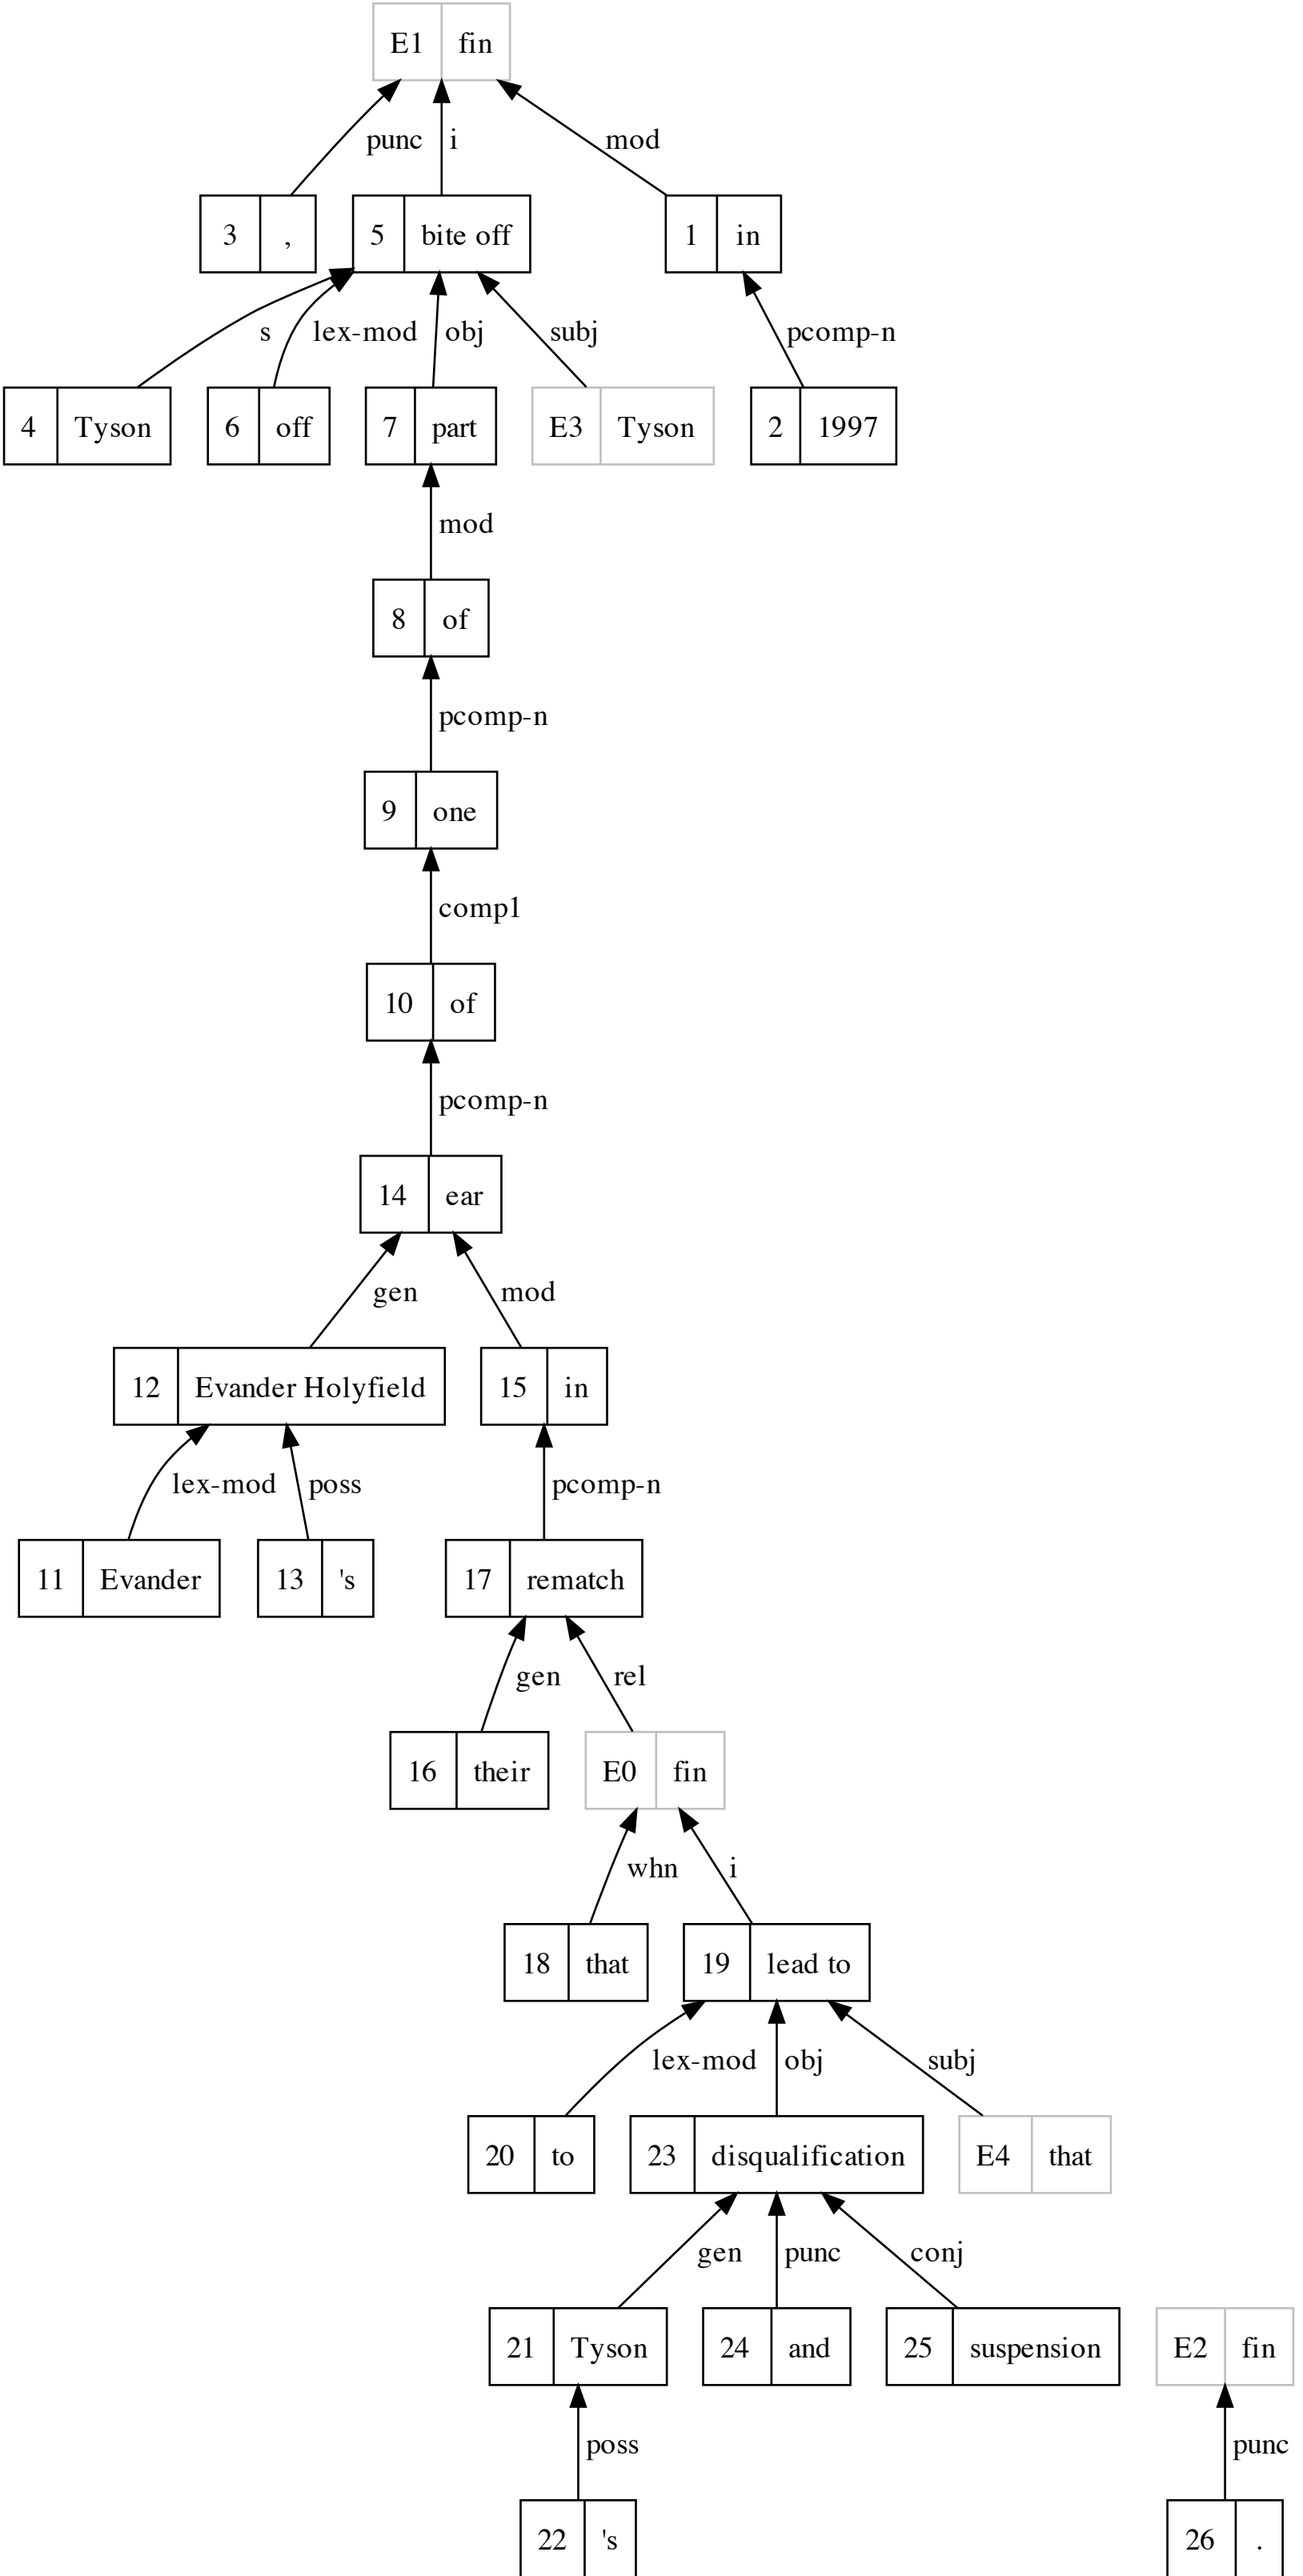 E1 fin
punc i mod
3 , 5 bite off 1 in
s lex-mod obj subj pcomp-n
4 Tyson 6 off 7 part E3 Tyson 2 1997
mod
8 of
pcomp-n
9 one
comp1
10 of
pcomp-n
14 ear
gen mod
12 Evander Holyfield 15 in
lex-mod poss pcomp-n
11 Evander 13 's 17 rematch
gen rel
16 their E0 fin
whn i
18 that 19 lead to
lex-mod obj subj
20 to 23 disqualification E4 that
gen punc conj
21 Tyson 24 and 25 suspension E2 fin
poss punc
22 's 26 .